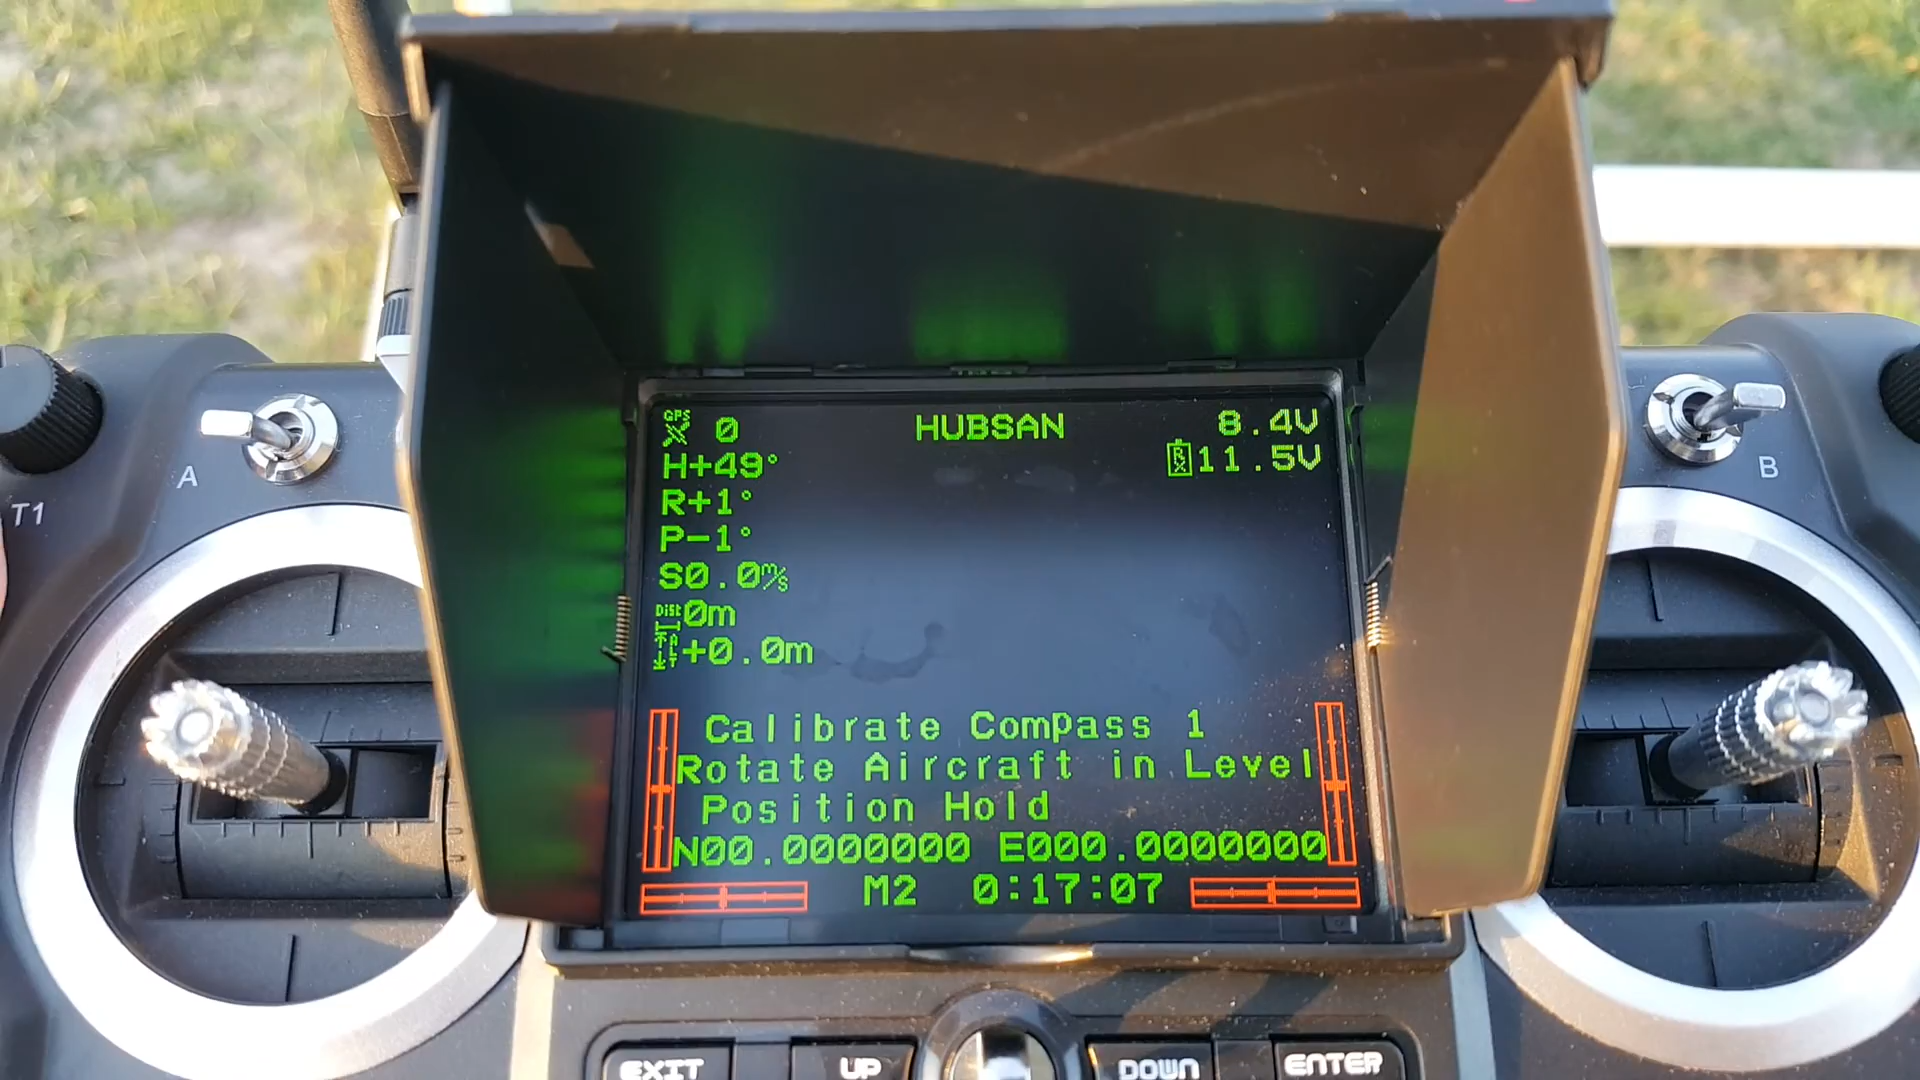 GPS 0 HUBSAN 8.4V
H+49° RX 11.5V
R+1°
P-1°
S0.0m/s
Dist 0m
ALT +0.0m
Calibrate Compass 1
Rotate Aircraft in Level
Position Hold
N00.0000000 E000.0000000
M2 0:17:07
A
B
T1
EXIT UP DOWN ENTER